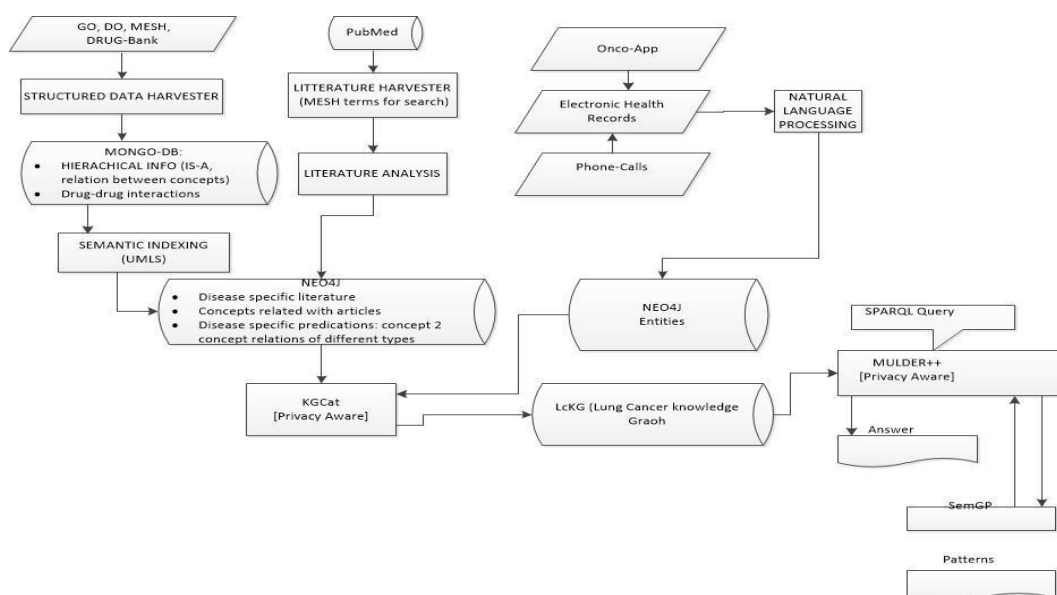 GO, DO, MESH,
DRUG-Bank
STRUCTURED DATA HARVESTER
MONGO-DB:
• HIERACHICAL INFO (IS-A,
relation between concepts)
• Drug-drug interactions
SEMANTIC INDEXING
(UMLS)
PubMed
LITTERATURE HARVESTER
(MESH terms for search)
LITERATURE ANALYSIS
Onco-App
Electronic Health
Records
Phone-Calls
NATURAL
LANGUAGE
PROCESSING
NEO4J
• Disease specific literature
• Concepts related with articles
• Disease specific predications: concept 2
concept relations of different types
NEO4J
Entities
KGCat
[Privacy Aware]
LcKG (Lung Cancer knowledge
Graoh
SPARQL Query
MULDER++
[Privacy Aware]
Answer
SemGP
Patterns